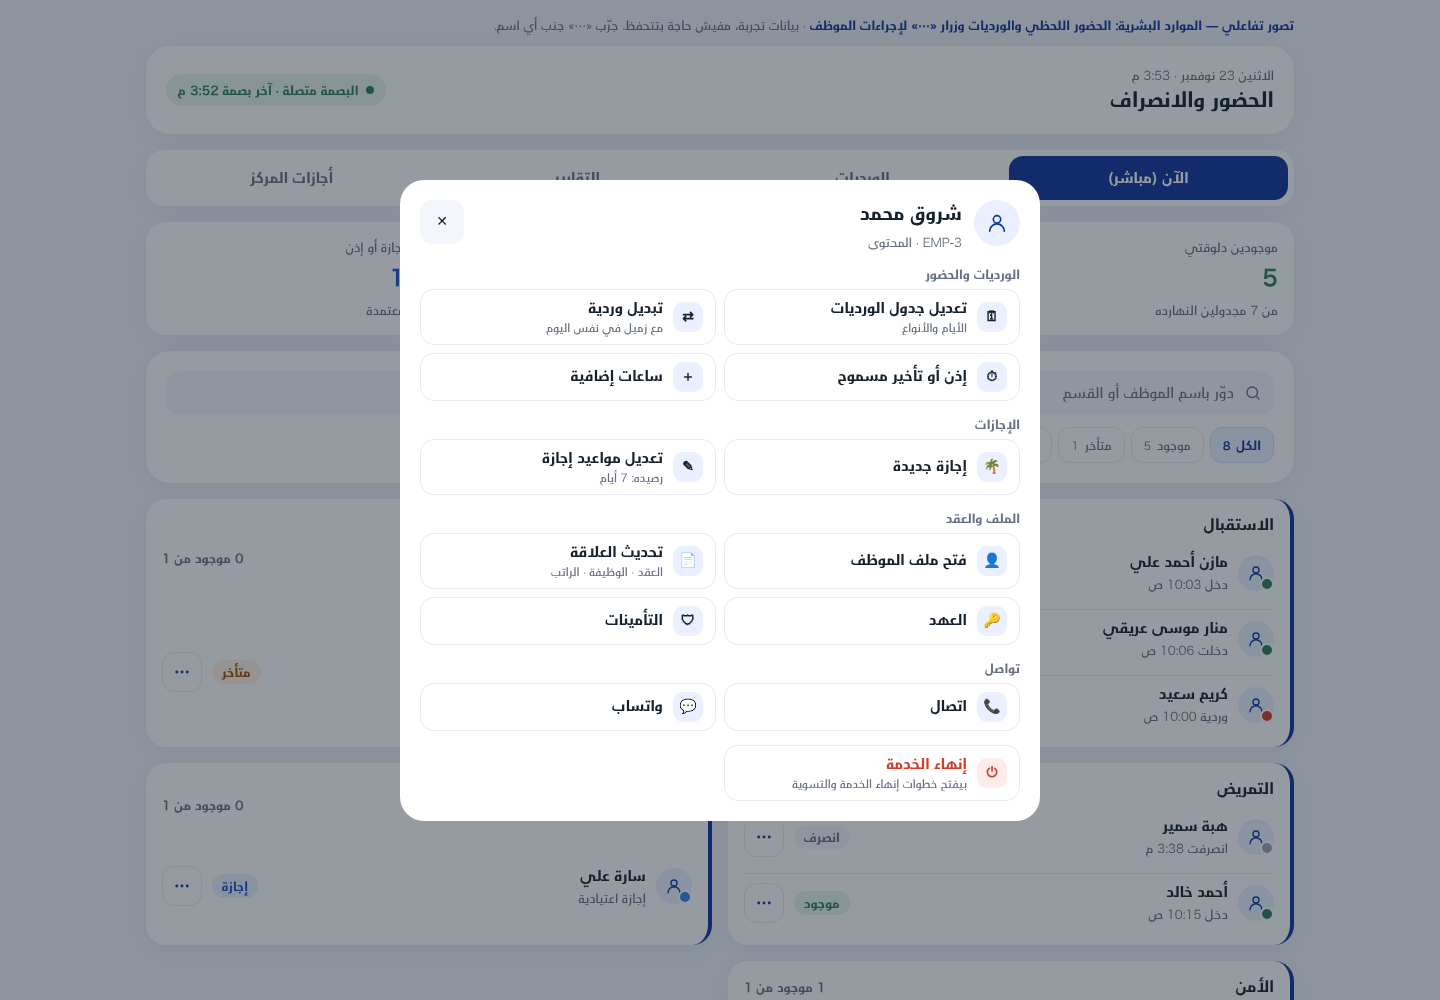 تصور تفاعلي — الموارد البشرية: الحضور اللحظي والورديات وزرار «⋯» لإجراءات الموظف · بيانات تجربة، مفيش حاجة بتتحفظ. جرّب «⋯» جنب أي اسم.
الاثنين 23 نوفمبر · 3:53 م
الحضور والانصراف
البصمة متصلة · آخر بصمة 3:52 م
الآن (مباشر)
الورديات
التقارير
أجازات المركز
موجودين دلوقتي
5
من 7 مجدولين النهارده
إذن
1
معتمدة
دوّر باسم الموظف أو القسم
الكل 8
موجود 5
متأخر 1
شروق محمد
EMP-3 · المحتوى
×
الورديات والحضور
تعديل جدول الورديات
الأيام والأنواع
تبديل وردية
مع زميل في نفس اليوم
إذن أو تأخير مسموح
ساعات إضافية
الإجازات
إجازة جديدة
تعديل مواعيد إجازة
رصيده: 7 أيام
الملف والعقد
فتح ملف الموظف
تحديث العلاقة
العقد · الوظيفة · الراتب
العهد
التأمينات
تواصل
اتصال
واتساب
إنهاء الخدمة
بيفتح خطوات إنهاء الخدمة والتسوية
الاستقبال
مازن أحمد علي
دخل 10:03 ص
منار موسى عريقي
دخلت 10:06 ص
كريم سعيد
وردية 10:00 ص
0 موجود من 1
متأخر
التمريض
هبة سمير
انصرفت 3:38 م
انصرف
أحمد خالد
دخل 10:15 ص
موجود
0 موجود من 1
سارة علي
إجازة اعتيادية
إجازة
الأمن
1 موجود من 1